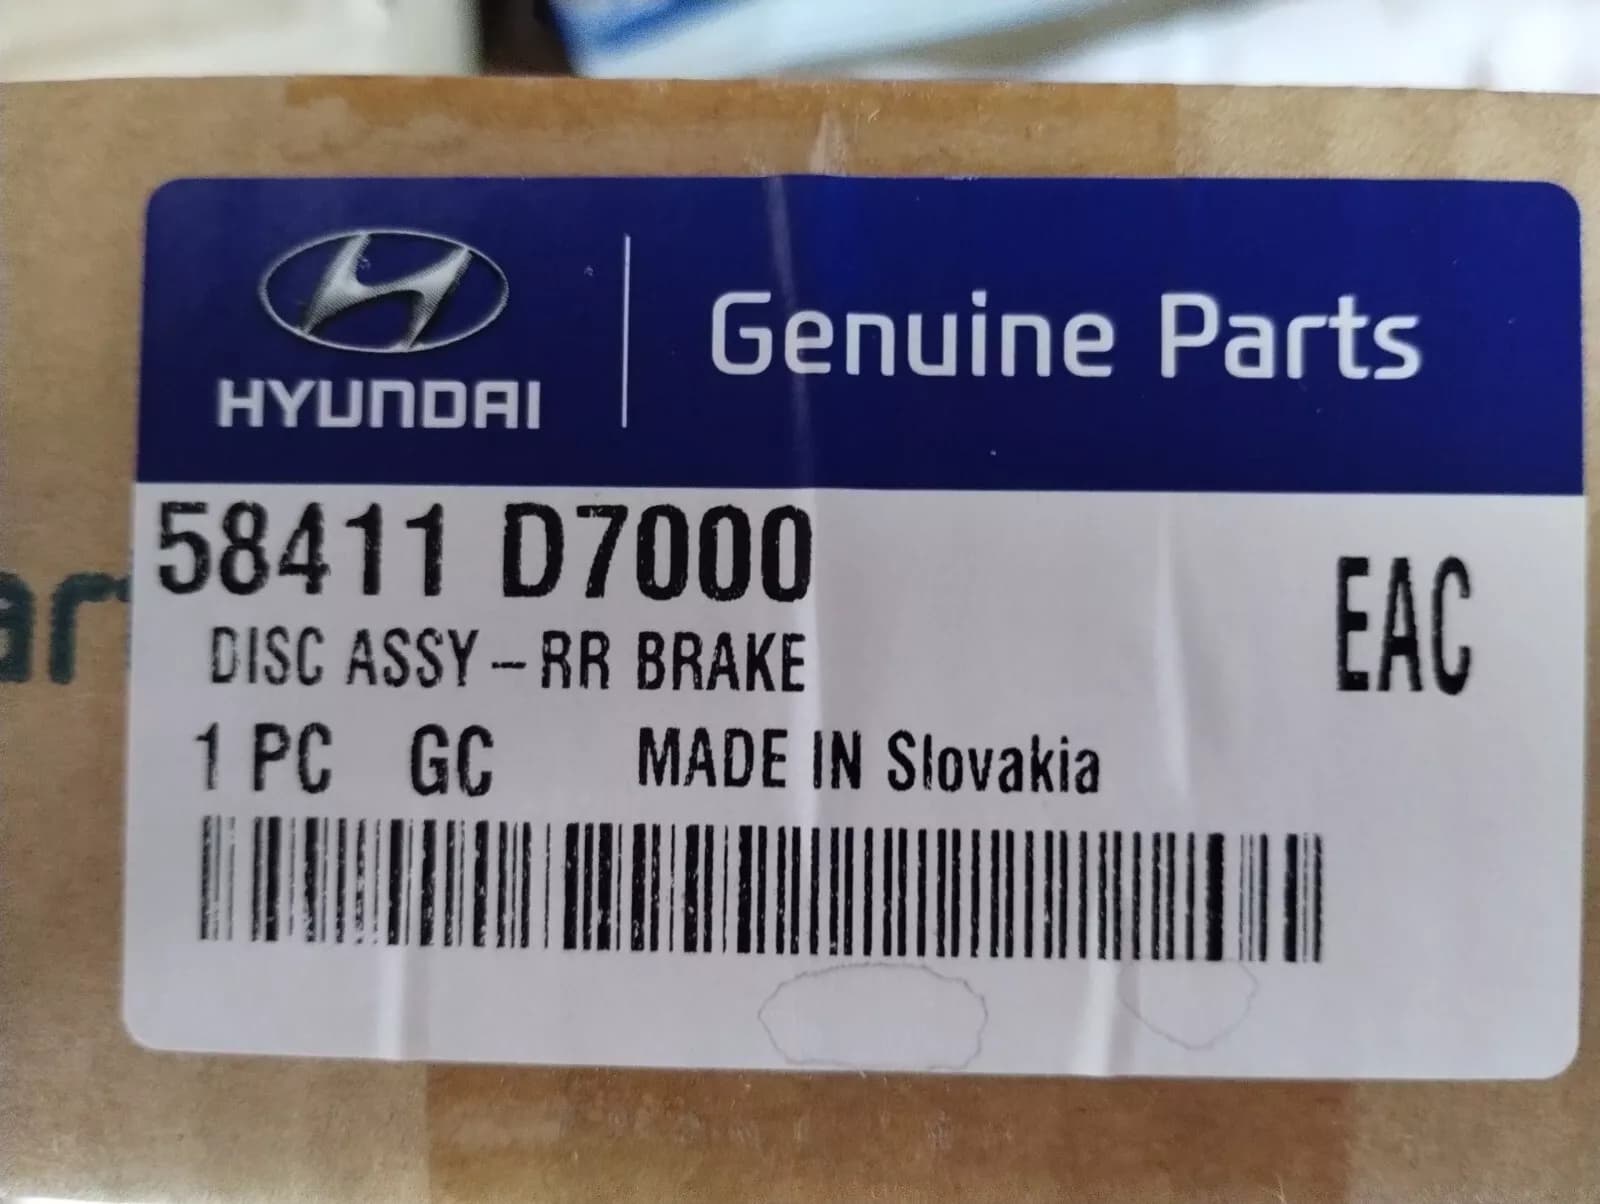 HYUNDAI
Genuine Parts
58411 D7000
EAC
DISC ASSY-RR BRAKE
1 PC GC MADE IN Slovakia